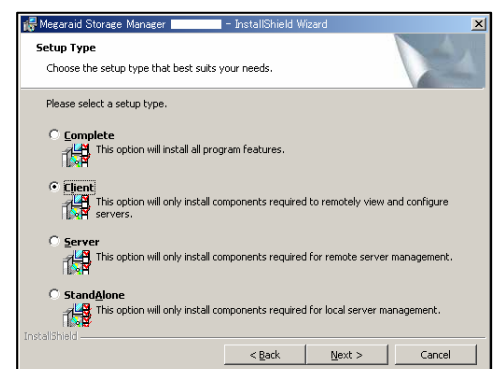 Megaraid Storage Manager - InstallShield Wizard
Setup Type
Choose the setup type that best suits your needs.
Please select a setup type.
Complete
This option will install all program features.
Client
This option will only install components required to remotely view and configure
servers.
Server
This option will only install components required for remote server management.
StandAlone
This option will only install components required for local server management.
InstallShield
< Back Next > Cancel